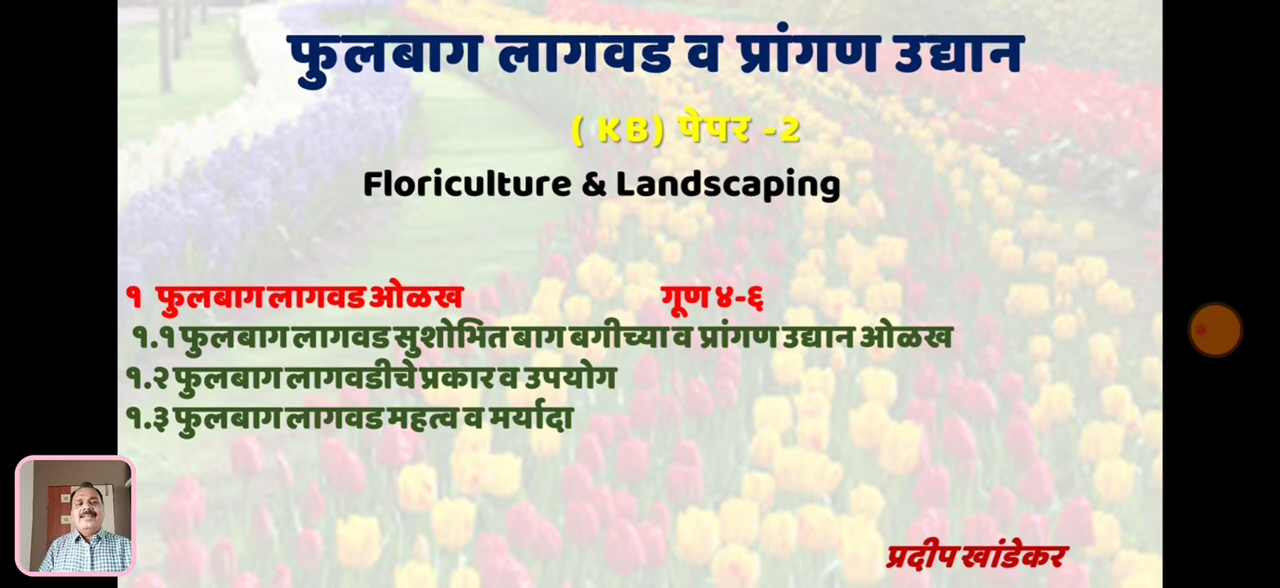 फुलबाग लागवड व प्रांगण उद्यान
( KB) पेपर -2
Floriculture & Landscaping
१ फुलबाग लागवड ओळख गूण ४-६
१.१ फुलबाग लागवड सुशोभित बाग बगीच्या व प्रांगण उद्यान ओळख
१.२ फुलबाग लागवडीचे प्रकार व उपयोग
१.३ फुलबाग लागवड महत्व व मर्यादा
प्रदीप खांडेकर